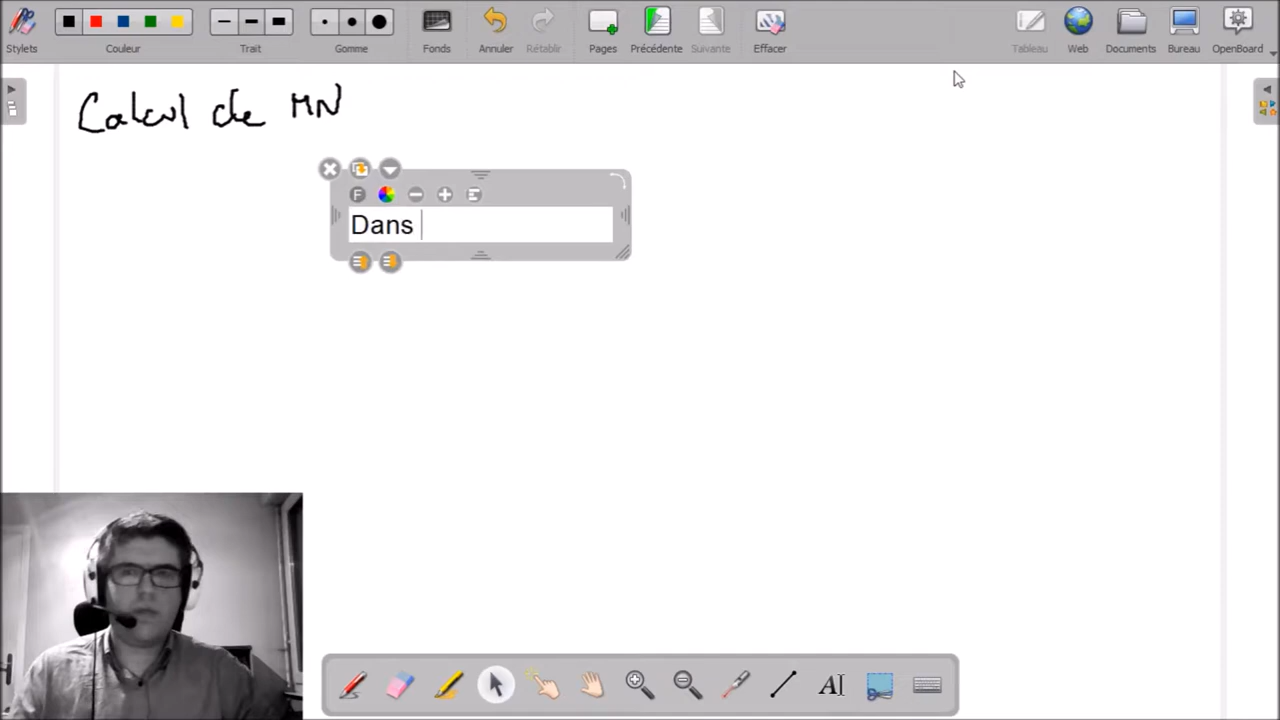 Stylets Couleur Trait Gomme Fonds Annuler Rétablir Pages Précédente Suivante Effacer Tableau Web Documents Bureau OpenBoard
Calcul de MN
F
Dans
AI